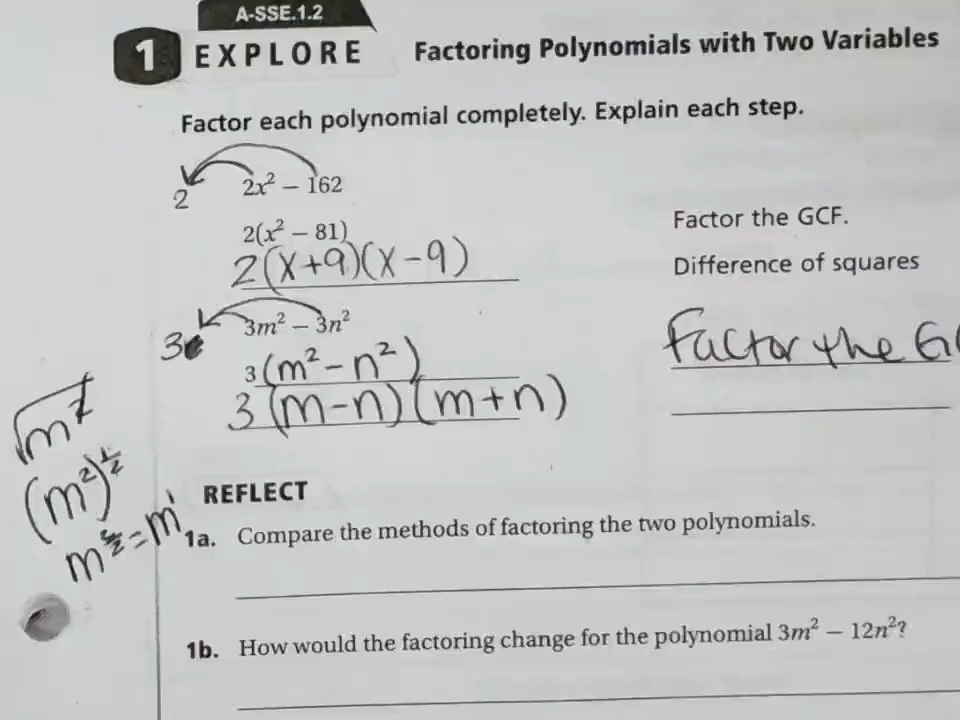 A-SSE.1.2
1 EXPLORE Factoring Polynomials with Two Variables
Factor each polynomial completely. Explain each step.
2 2x² – 162
2(x² – 81) Factor the GCF.
2(x+9)(x-9) Difference of squares
3 3m² – 3n²
3(m²-n²) Factor the
3(m-n)(m+n)
√m²
(m²)^½
m^2/2 = m¹
REFLECT
1a. Compare the methods of factoring the two polynomials.
1b. How would the factoring change for the polynomial 3m² – 12n²?